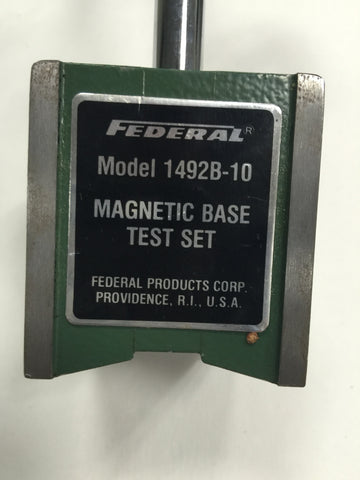 FEDERAL®
Model 1492B-10
MAGNETIC BASE
TEST SET
FEDERAL PRODUCTS CORP.
PROVIDENCE, R.I., U.S.A.